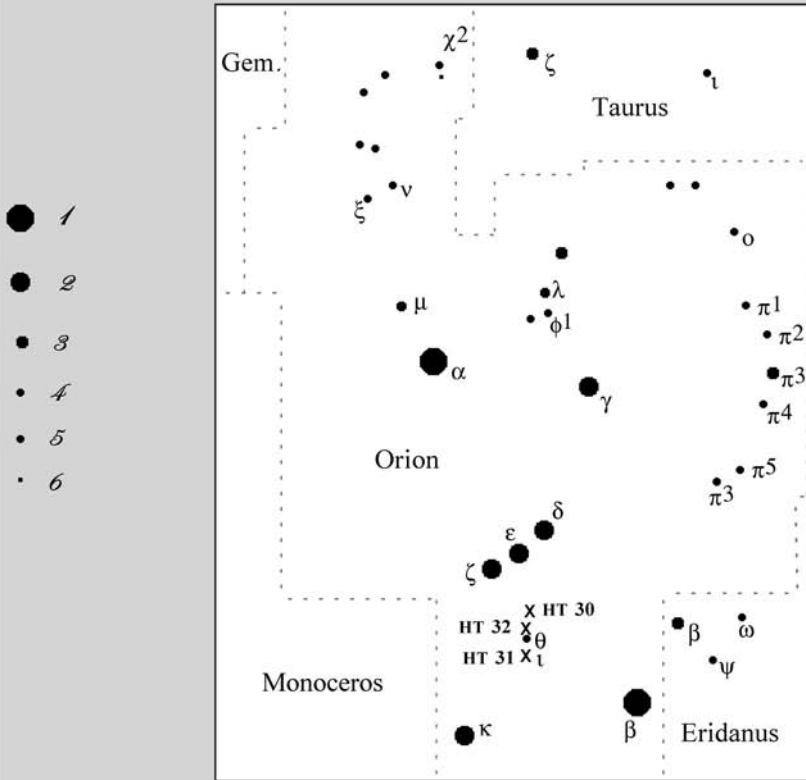 1
2
3
4
5
6
χ2
Gem.
ζ
ι
Taurus
ν
ξ
ο
λ
μ
π1
φ1
π2
α
π3
γ
π4
Orion
π5
π3
δ
ε
ζ
HT 30
HT 32
θ
β
ω
HT 31
ι
ψ
Monoceros
κ
β
Eridanus